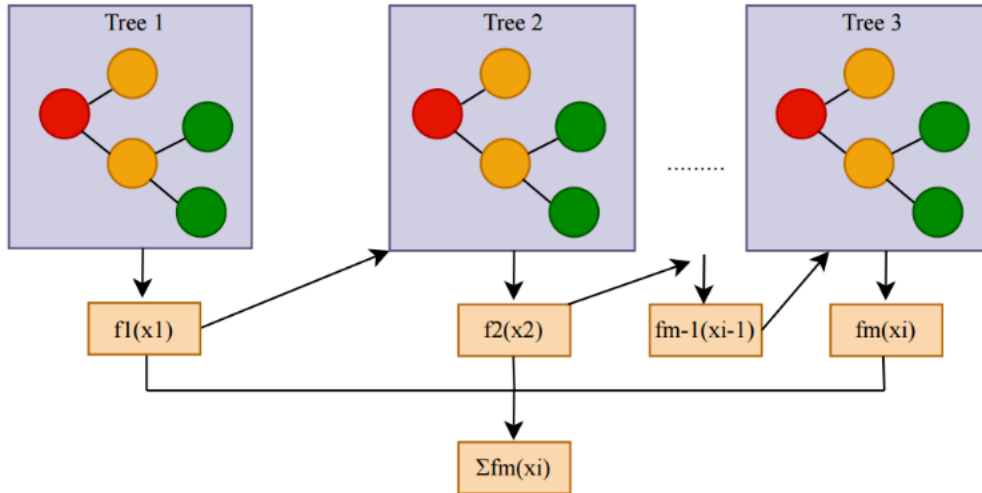 Tree 1
Tree 2
Tree 3
.........
f1(x1)
f2(x2)
fm-1(xi-1)
fm(xi)
Σfm(xi)